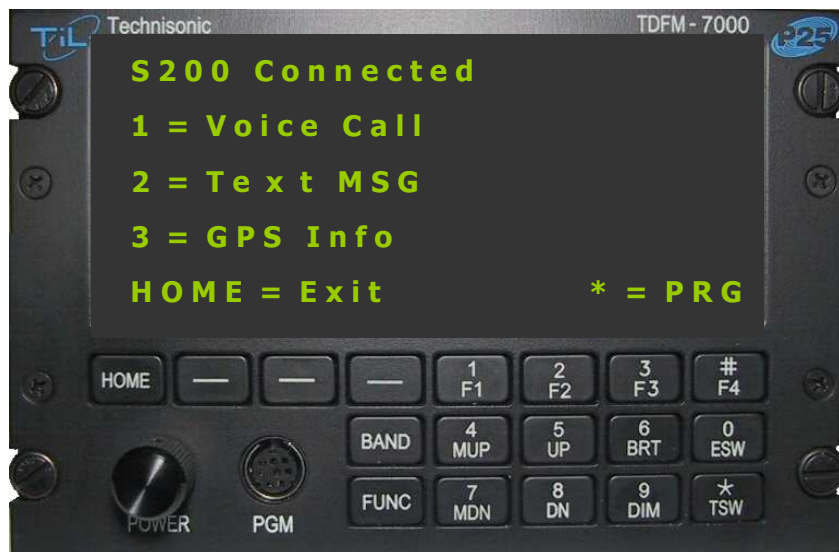 TiL Technisonic TDFM - 7000 P25
S200 Connected
1 = Voice Call
2 = Text MSG
3 = GPS Info
HOME = Exit * = PRG
HOME — — — 1 F1 2 F2 3 F3 # F4
BAND 4 MUP 5 UP 6 BRT 0 ESW
FUNC 7 MDN 8 DN 9 DIM * TSW
POWER PGM